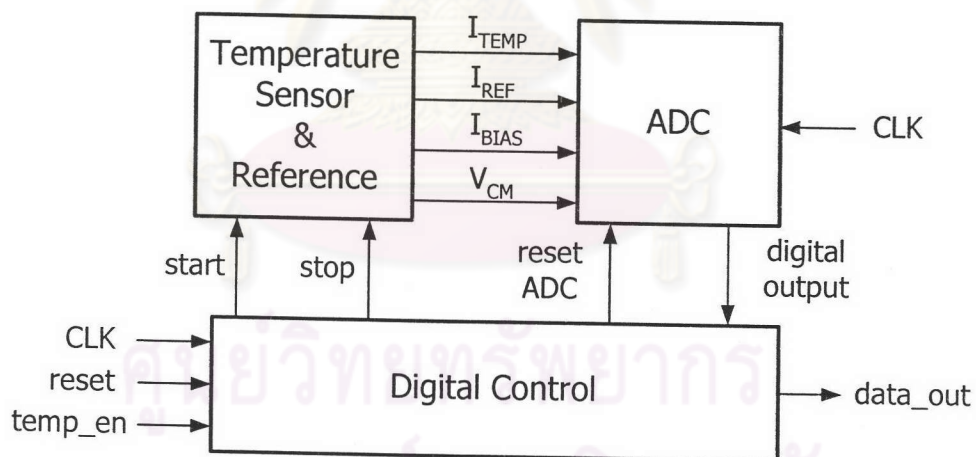 Temperature
Sensor
&
Reference
I_TEMP
I_REF
I_BIAS
V_CM
ADC
CLK
start
stop
reset
ADC
digital
output
CLK
reset
temp_en
Digital Control
data_out
ศูนย์วิทยทรัพยากร